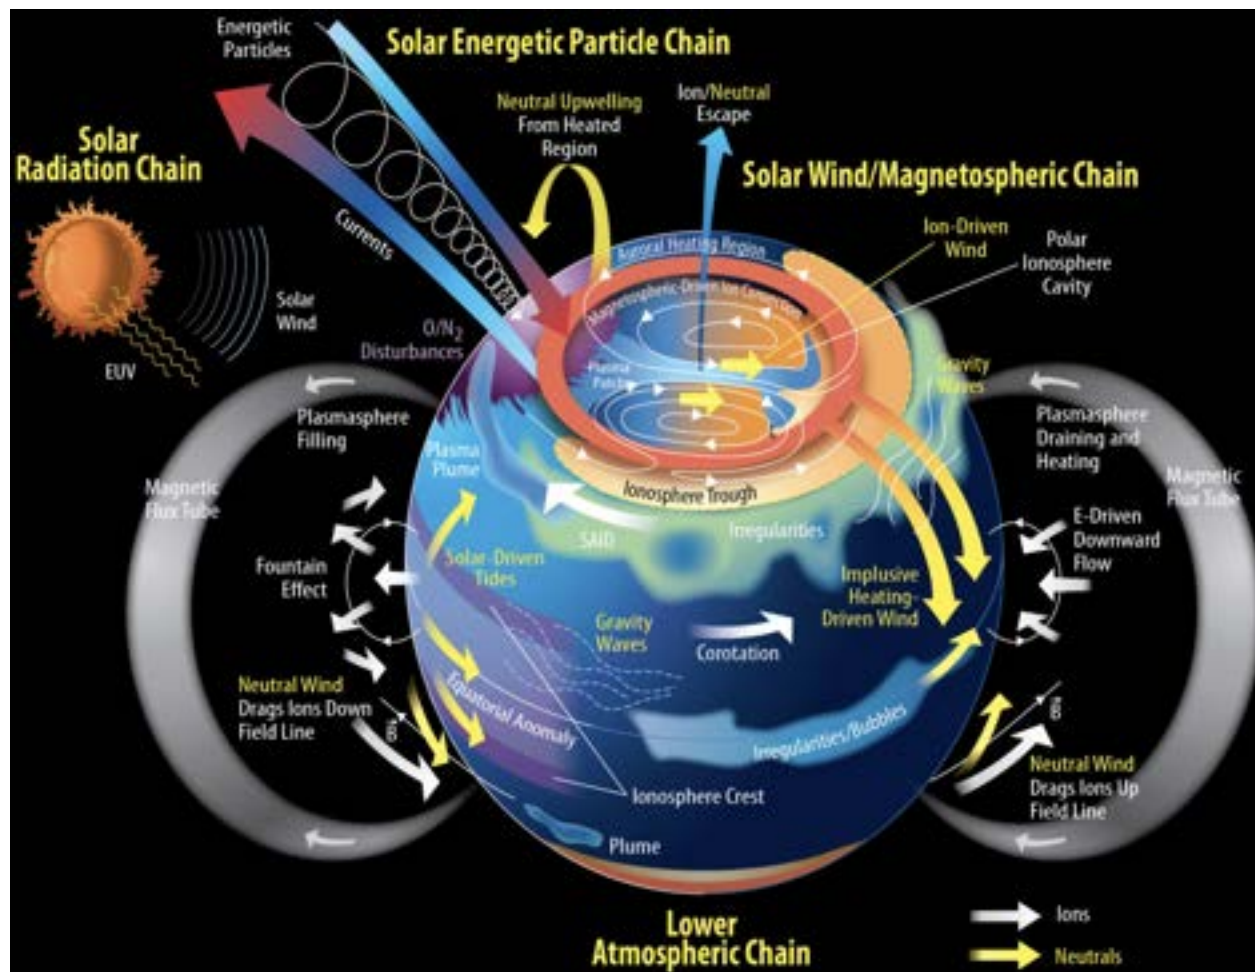 Energetic
Particles
Solar Energetic Particle Chain
Solar
Radiation Chain
Neutral Upwelling
From Heated
Region
Ion/Neutral
Escape
Solar Wind/Magnetospheric Chain
Currents
Ion-Driven
Wind
Polar
Ionosphere
Cavity
Auroral Heating Region
Magnetospheric-Driven Ion Convection
Solar
Wind
EUV
O/N2
Disturbances
Plasma
Patch
Gravity
Waves
Plasmasphere
Filling
Plasmasphere
Draining and
Heating
Plasma
Plume
Magnetic
Flux Tube
Magnetic
Flux Tube
Ionosphere Trough
SAID
Irregularities
E-Driven
Downward
Flow
Fountain
Effect
Solar-Driven
Tides
Implusive
Heating-
Driven Wind
Gravity
Waves
Corotation
Neutral Wind
Drags Ions Down
Field Line
Equatorial Anomaly
Irregularities/Bubbles
Neutral Wind
Drags Ions Up
Field Line
Ionosphere Crest
Plume
Lower
Atmospheric Chain
Ions
Neutrals